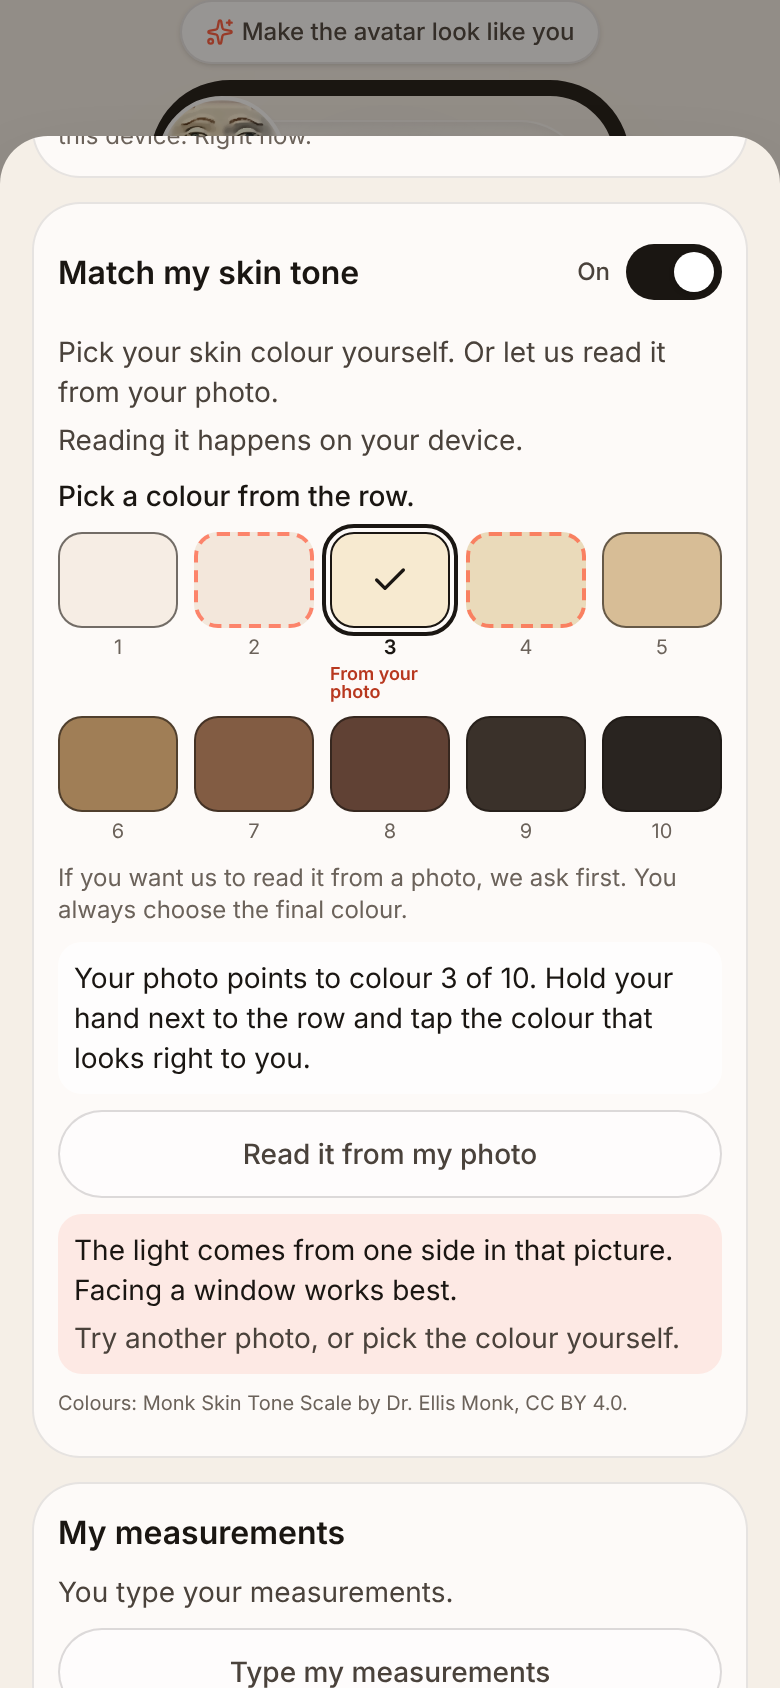 Make the avatar look like you
this device. Right now.
Match my skin tone
On
Pick your skin colour yourself. Or let us read it
from your photo.
Reading it happens on your device.
Pick a colour from the row.
1
2
3
4
5
From your
photo
6
7
8
9
10
If you want us to read it from a photo, we ask first. You
always choose the final colour.
Your photo points to colour 3 of 10. Hold your
hand next to the row and tap the colour that
looks right to you.
Read it from my photo
The light comes from one side in that picture.
Facing a window works best.
Try another photo, or pick the colour yourself.
Colours: Monk Skin Tone Scale by Dr. Ellis Monk, CC BY 4.0.
My measurements
You type your measurements.
Type my measurements